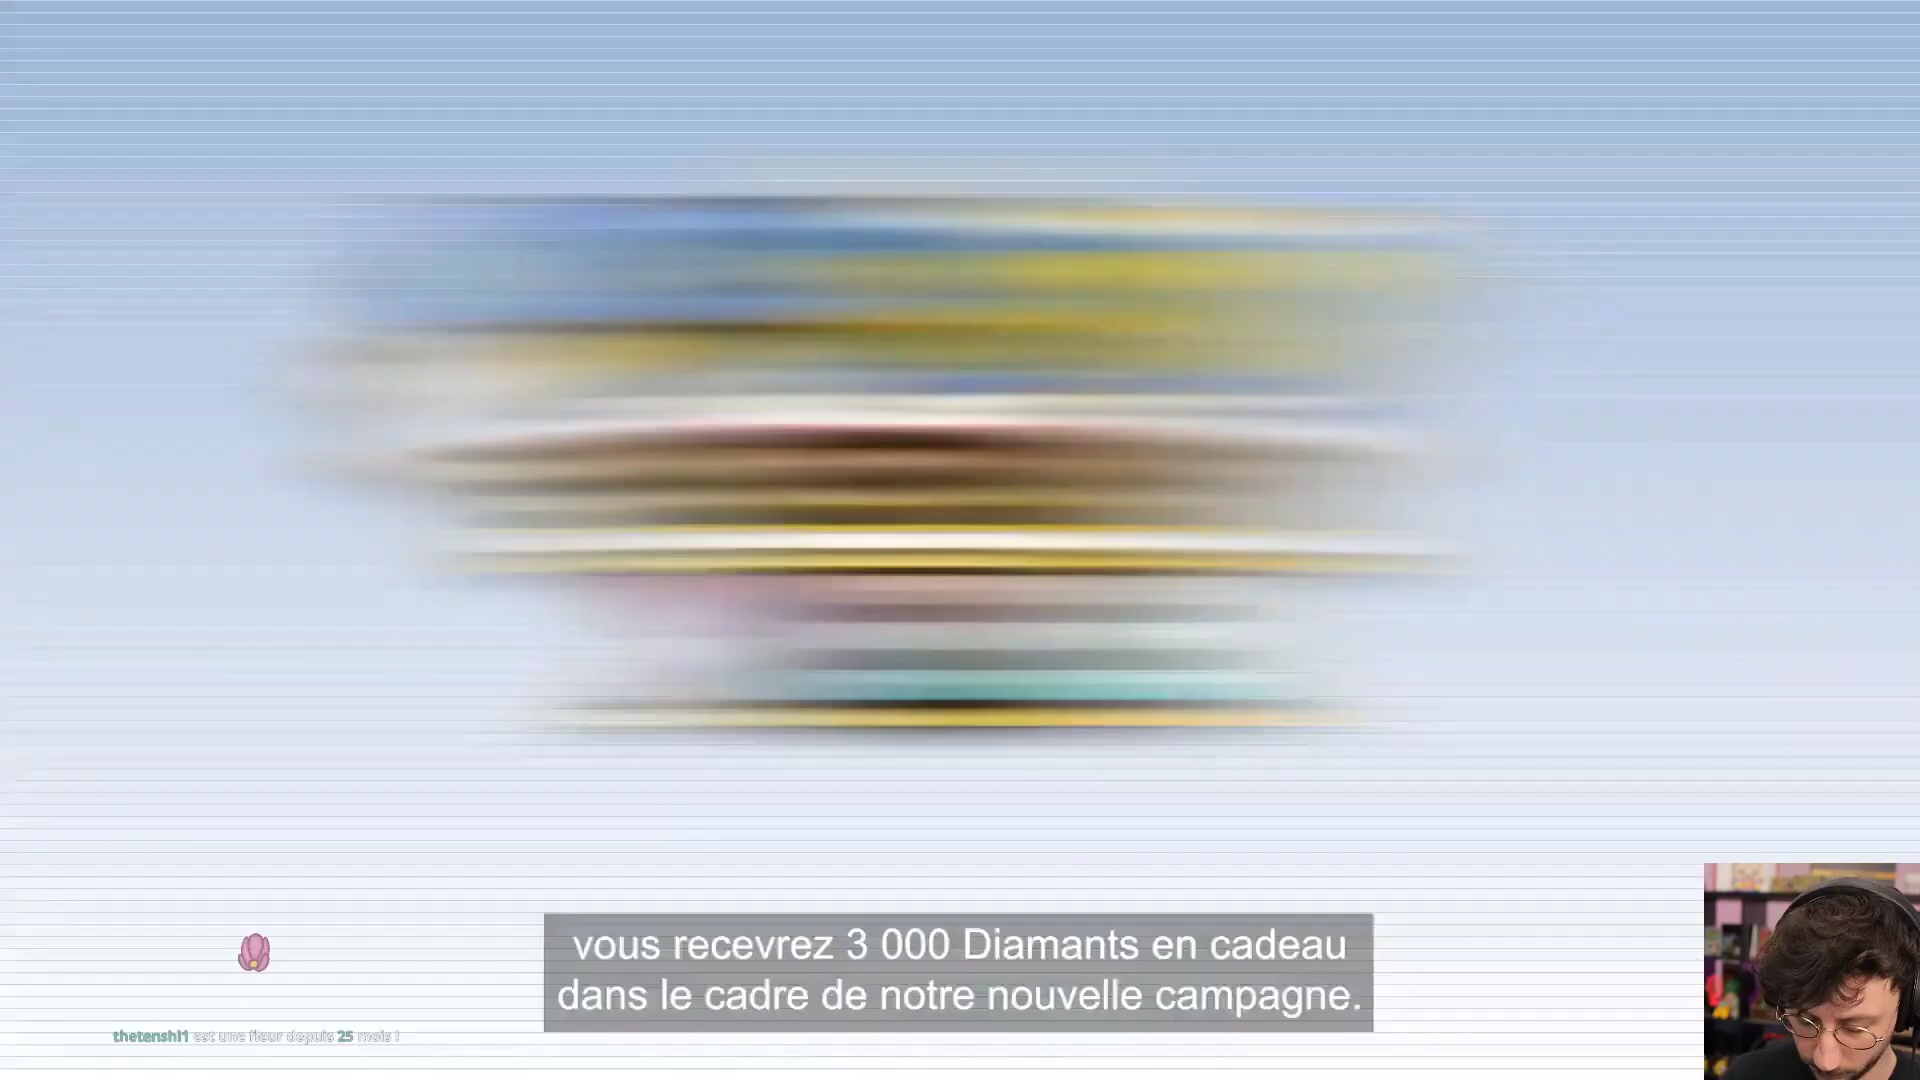 vous recevrez 3 000 Diamants en cadeau
dans le cadre de notre nouvelle campagne.
thetenshi1 est une fleur depuis 25 mois !